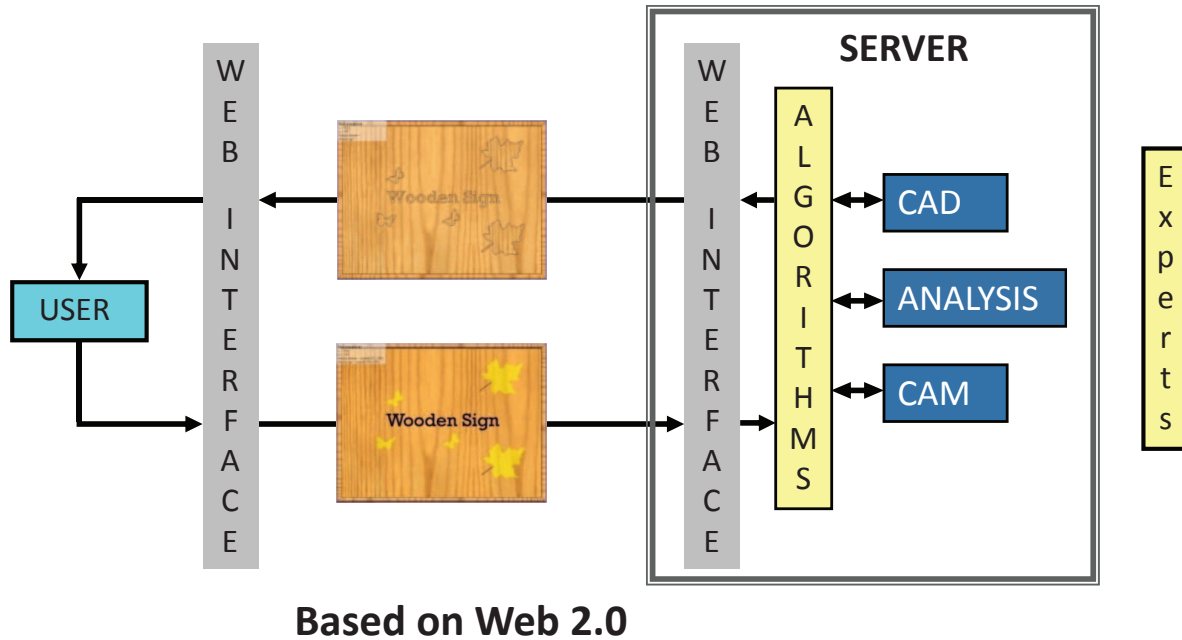 SERVER
WEB INTERFACE
WEB INTERFACE
ALGORITHMS
Experts
Wooden Sign
CAD
USER
ANALYSIS
CAM
Wooden Sign
Based on Web 2.0